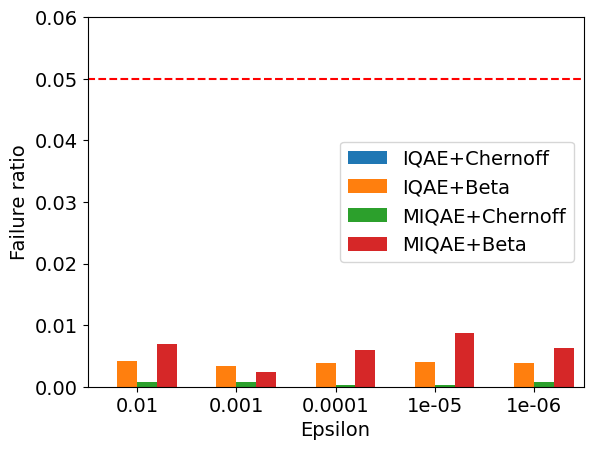 0.06
0.05
0.04
0.03
0.02
0.01
0.00
Failure ratio
IQAE+Chernoff
IQAE+Beta
MIQAE+Chernoff
MIQAE+Beta
0.01 0.001 0.0001 1e-05 1e-06
Epsilon